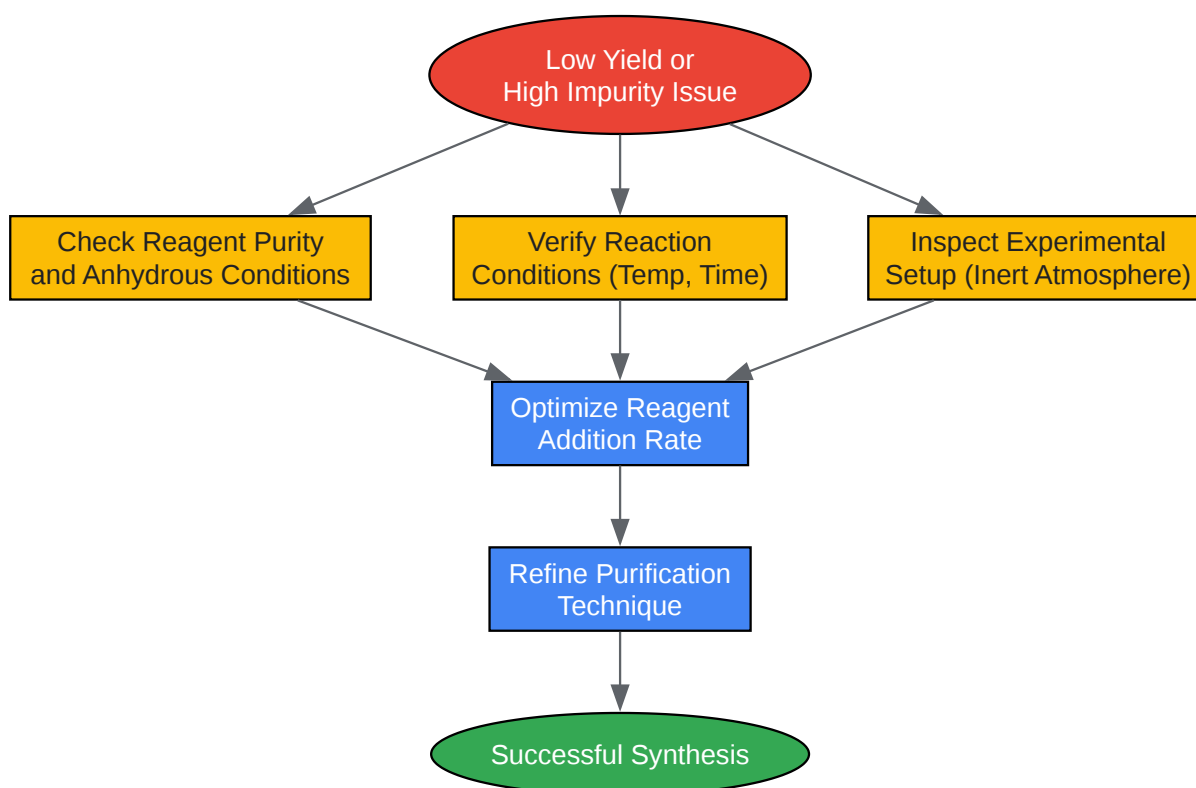 Low Yield or
High Impurity Issue
Check Reagent Purity
and Anhydrous Conditions
Verify Reaction
Conditions (Temp, Time)
Inspect Experimental
Setup (Inert Atmosphere)
Optimize Reagent
Addition Rate
Refine Purification
Technique
Successful Synthesis